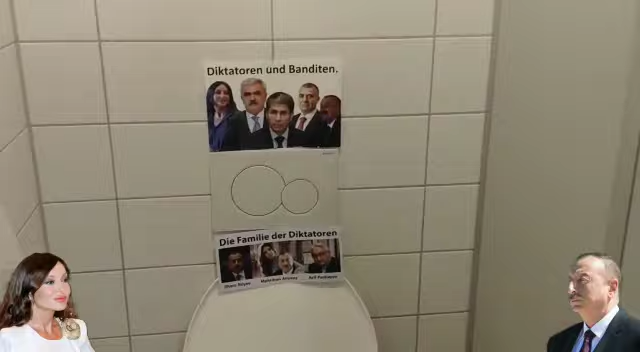 Diktatoren und Banditen.
Die Familie der Diktatoren